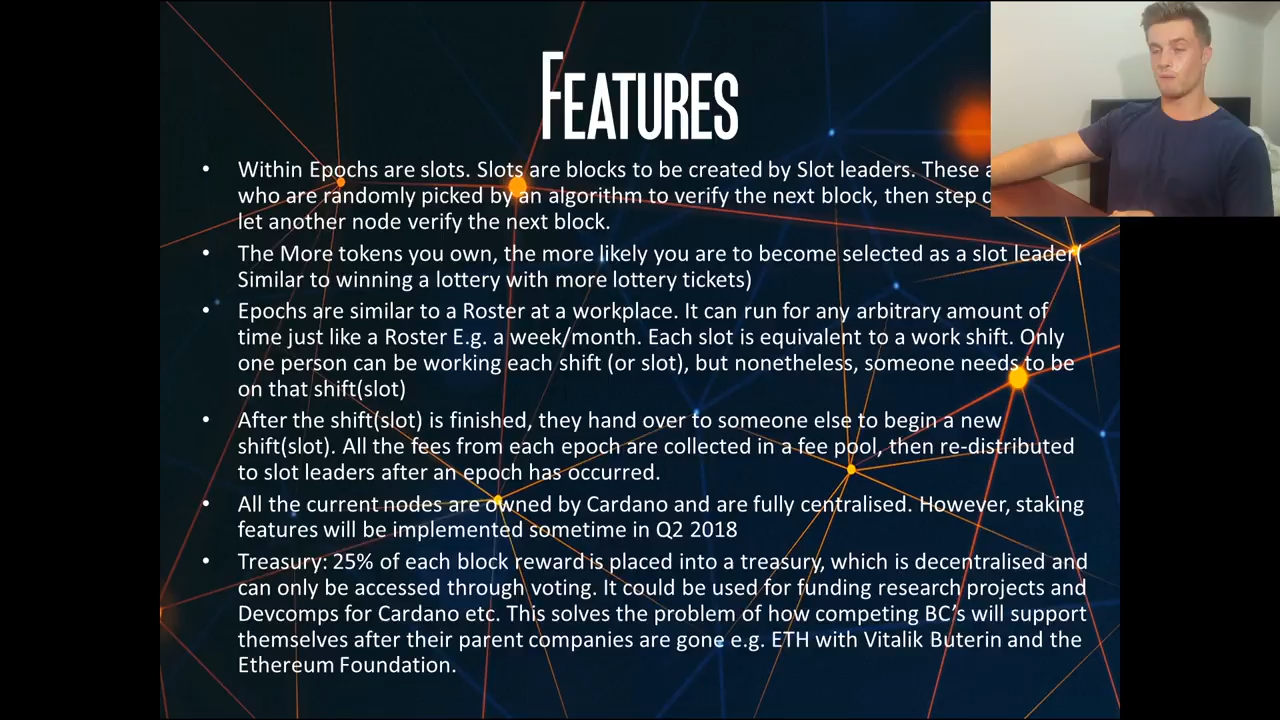 FEATURES
• Within Epochs are slots. Slots are blocks to be created by Slot leaders. These
who are randomly picked by an algorithm to verify the next block, then step
let another node verify the next block.
• The More tokens you own, the more likely you are to become selected as a slot leader(
Similar to winning a lottery with more lottery tickets)
• Epochs are similar to a Roster at a workplace. It can run for any arbitrary amount of
time just like a Roster E.g. a week/month. Each slot is equivalent to a work shift. Only
one person can be working each shift (or slot), but nonetheless, someone needs to be
on that shift(slot)
• After the shift(slot) is finished, they hand over to someone else to begin a new
shift(slot). All the fees from each epoch are collected in a fee pool, then re-distributed
to slot leaders after an epoch has occurred.
• All the current nodes are owned by Cardano and are fully centralised. However, staking
features will be implemented sometime in Q2 2018
• Treasury: 25% of each block reward is placed into a treasury, which is decentralised and
can only be accessed through voting. It could be used for funding research projects and
Devcomps for Cardano etc. This solves the problem of how competing BC's will support
themselves after their parent companies are gone e.g. ETH with Vitalik Buterin and the
Ethereum Foundation.